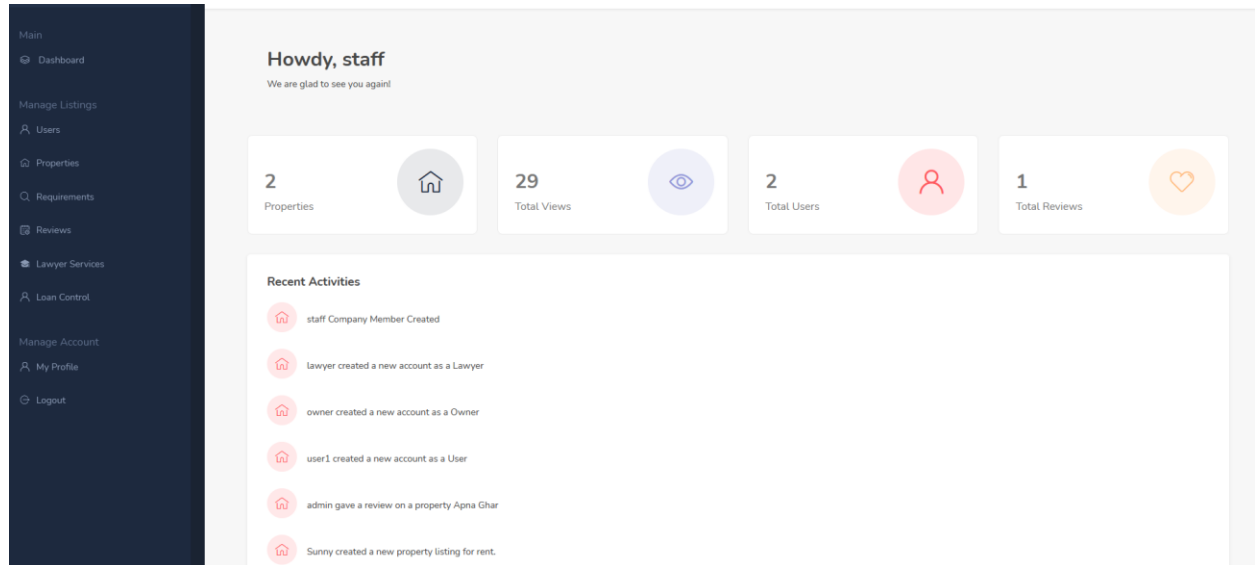 Main
Dashboard
Manage Listings
Users
Properties
Requirements
Reviews
Lawyer Services
Loan Control
Manage Account
My Profile
Logout
Howdy, staff
We are glad to see you again!
2
Properties
29
Total Views
2
Total Users
1
Total Reviews
Recent Activities
staff Company Member Created
lawyer created a new account as a Lawyer
owner created a new account as a Owner
user1 created a new account as a User
admin gave a review on a property Apna Ghar
Sunny created a new property listing for rent.